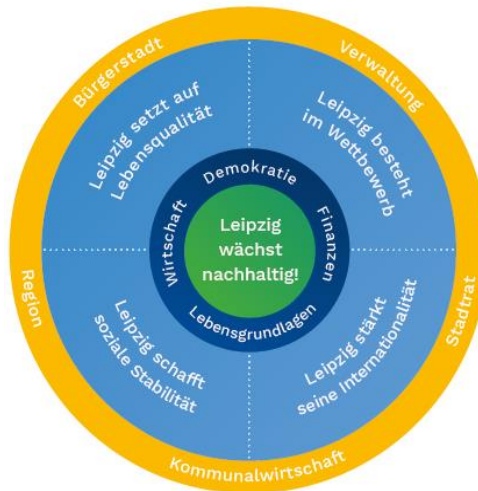 Bürgerstadt
Verwaltung
Leipzig setzt auf
Lebensqualität
Leipzig besteht
im Wettbewerb
Demokratie
Wirtschaft
Finanzen
Leipzig
wächst
nachhaltig!
Lebensgrundlagen
Region
Stadtrat
Leipzig schafft
soziale Stabilität
Leipzig stärkt
seine Internationalität
Kommunalwirtschaft